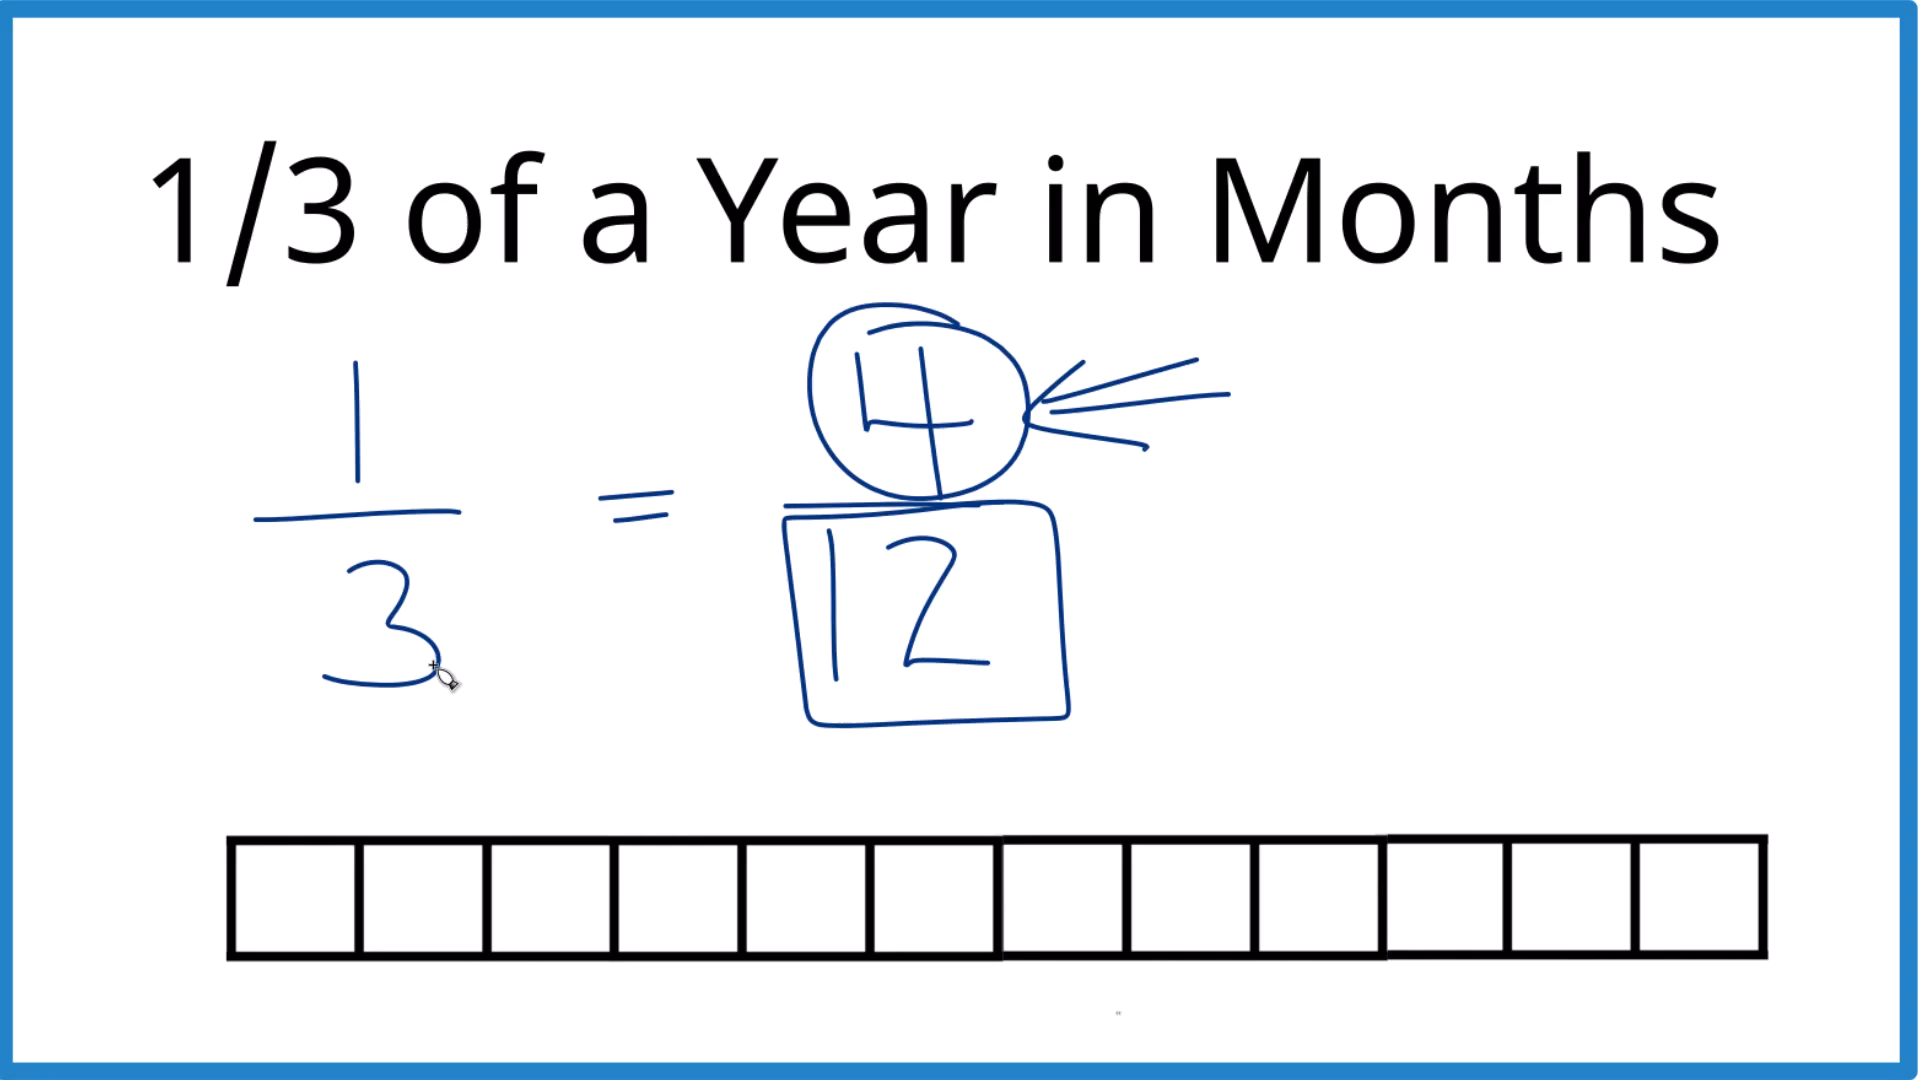 1/3 of a Year in Months
1/3 = 4/12